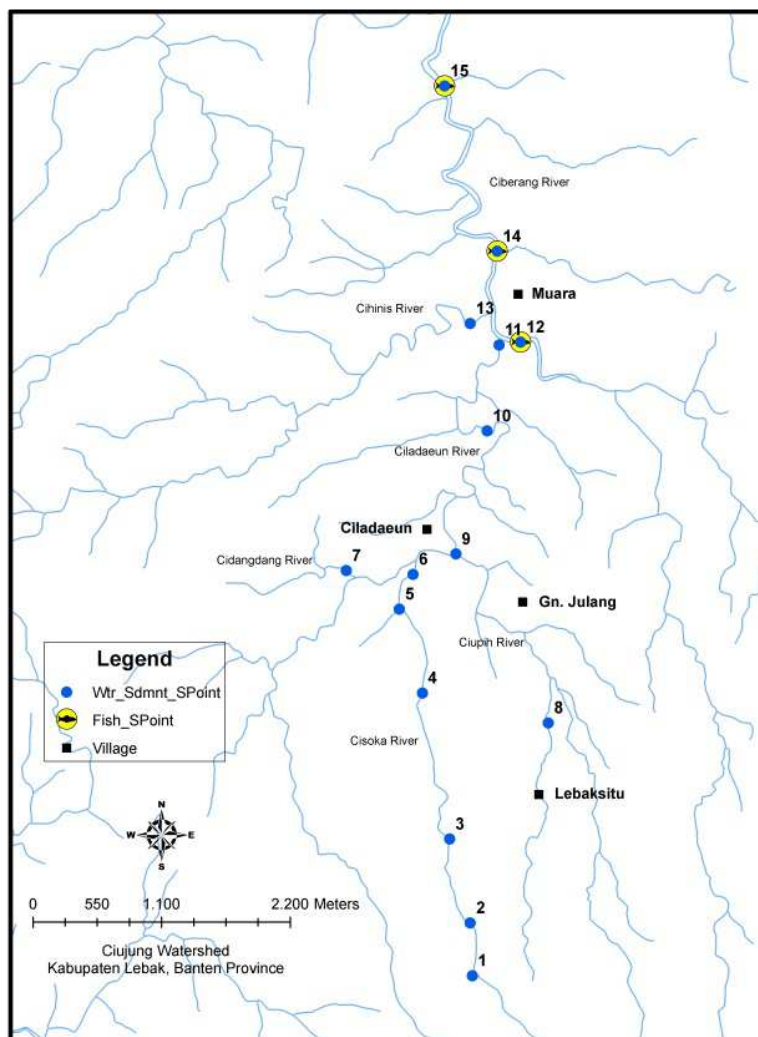 15
Ciberang River
14
Muara
13
Cihinis River
11 12
10
Ciladaeun River
Ciladaeun
9
Cidangdang River
7
6
Gn. Julang
5
Ciupih River
Legend
Wtr_Sdmnt_SPoint
Fish_SPoint
Village
4
8
Cisoka River
Lebaksitu
3
N
W E
S
0 550 1.100 2.200 Meters
2
Ciujung Watershed
Kabupaten Lebak, Banten Province
1